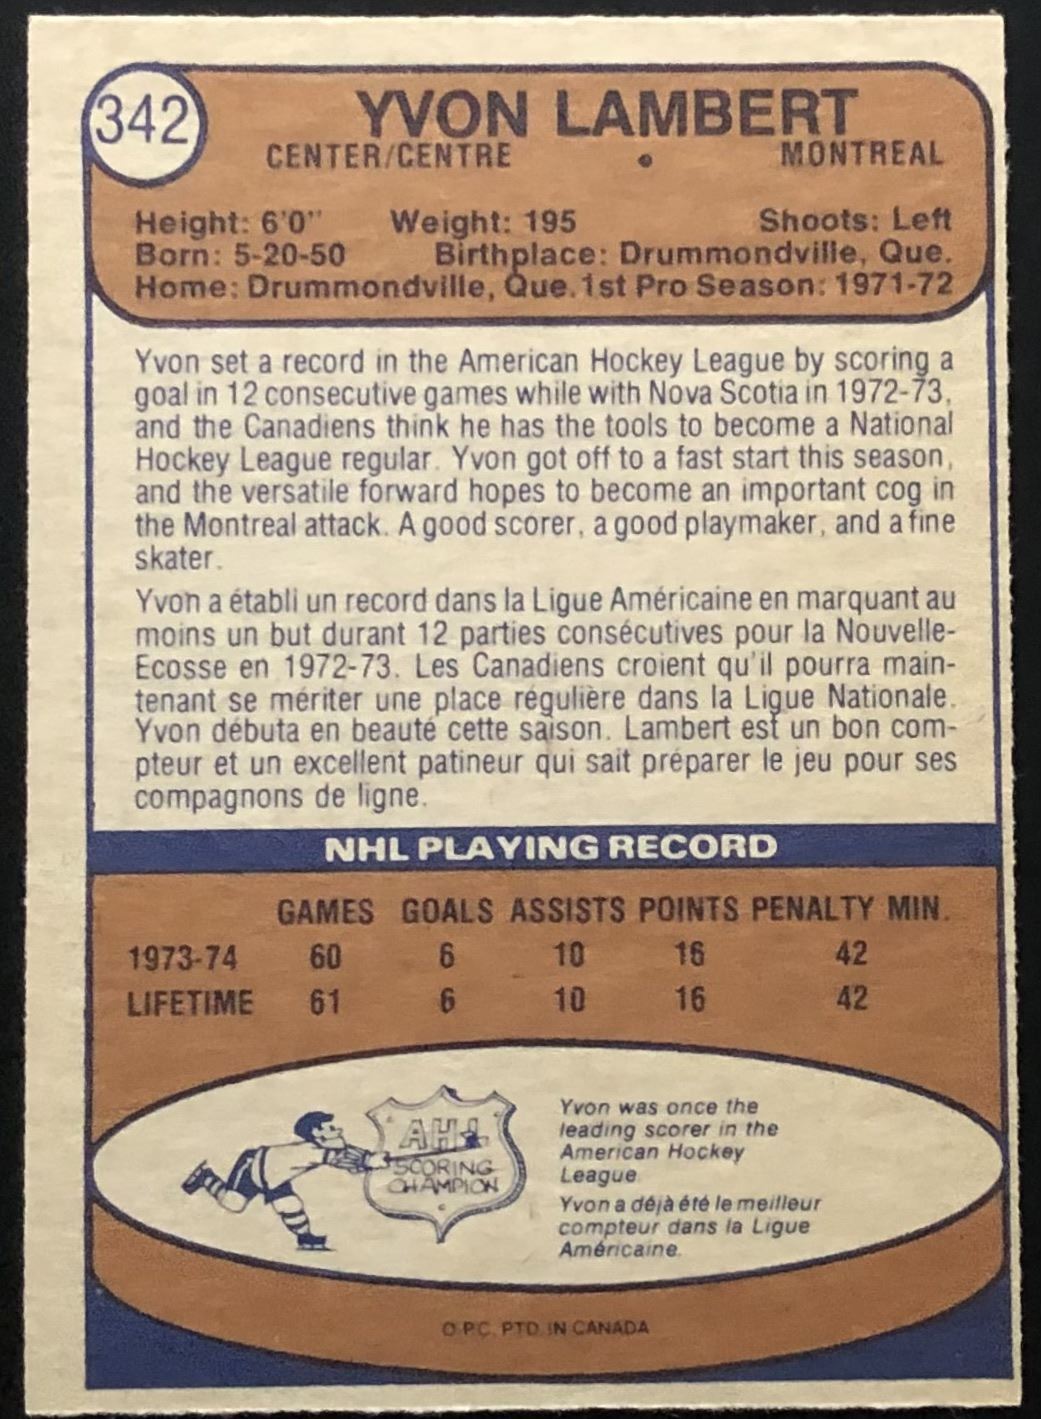 342
YVON LAMBERT
CENTER/CENTRE • MONTREAL
Height: 6'0" Weight: 195 Shoots: Left
Born: 5-20-50 Birthplace: Drummondville, Que.
Home: Drummondville, Que. 1st Pro Season: 1971-72
Yvon set a record in the American Hockey League by scoring a
goal in 12 consecutive games while with Nova Scotia in 1972-73,
and the Canadiens think he has the tools to become a National
Hockey League regular. Yvon got off to a fast start this season,
and the versatile forward hopes to become an important cog in
the Montreal attack. A good scorer, a good playmaker, and a fine
skater.
Yvon a établi un record dans la Ligue Américaine en marquant au
moins un but durant 12 parties consécutives pour la Nouvelle-
Ecosse en 1972-73. Les Canadiens croient qu'il pourra main-
tenant se mériter une place régulière dans la Ligue Nationale.
Yvon débuta en beauté cette saison. Lambert est un bon com-
pteur et un excellent patineur qui sait préparer le jeu pour ses
compagnons de ligne.
NHL PLAYING RECORD
GAMES GOALS ASSISTS POINTS PENALTY MIN.
1973-74 60 6 10 16 42
LIFETIME 61 6 10 16 42
AHL
SCORING
CHAMPION
Yvon was once the
leading scorer in the
American Hockey
League.
Yvon a déjà été le meilleur
compteur dans la Ligue
Américaine.
O.P.C. PTD. IN CANADA